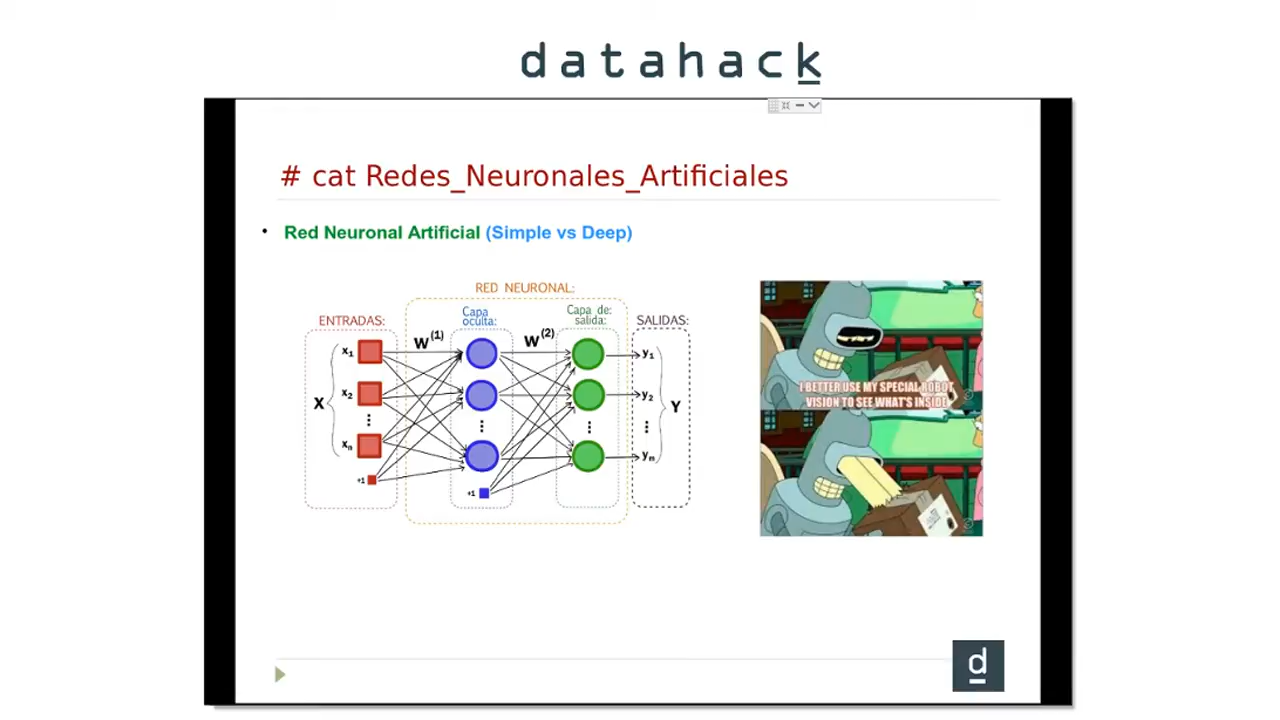 datahack
# cat Redes_Neuronales_Artificiales
• Red Neuronal Artificial (Simple vs Deep)
RED NEURONAL:
ENTRADAS:
Capa
oculta:
Capa de
salida:
SALIDAS:
W(1)
W(2)
X
x1
x2
xn
+1
+1
y1
y2
ym
Y
I BETTER USE MY SPECIAL ROBOT
VISION TO SEE WHAT'S INSIDE
d